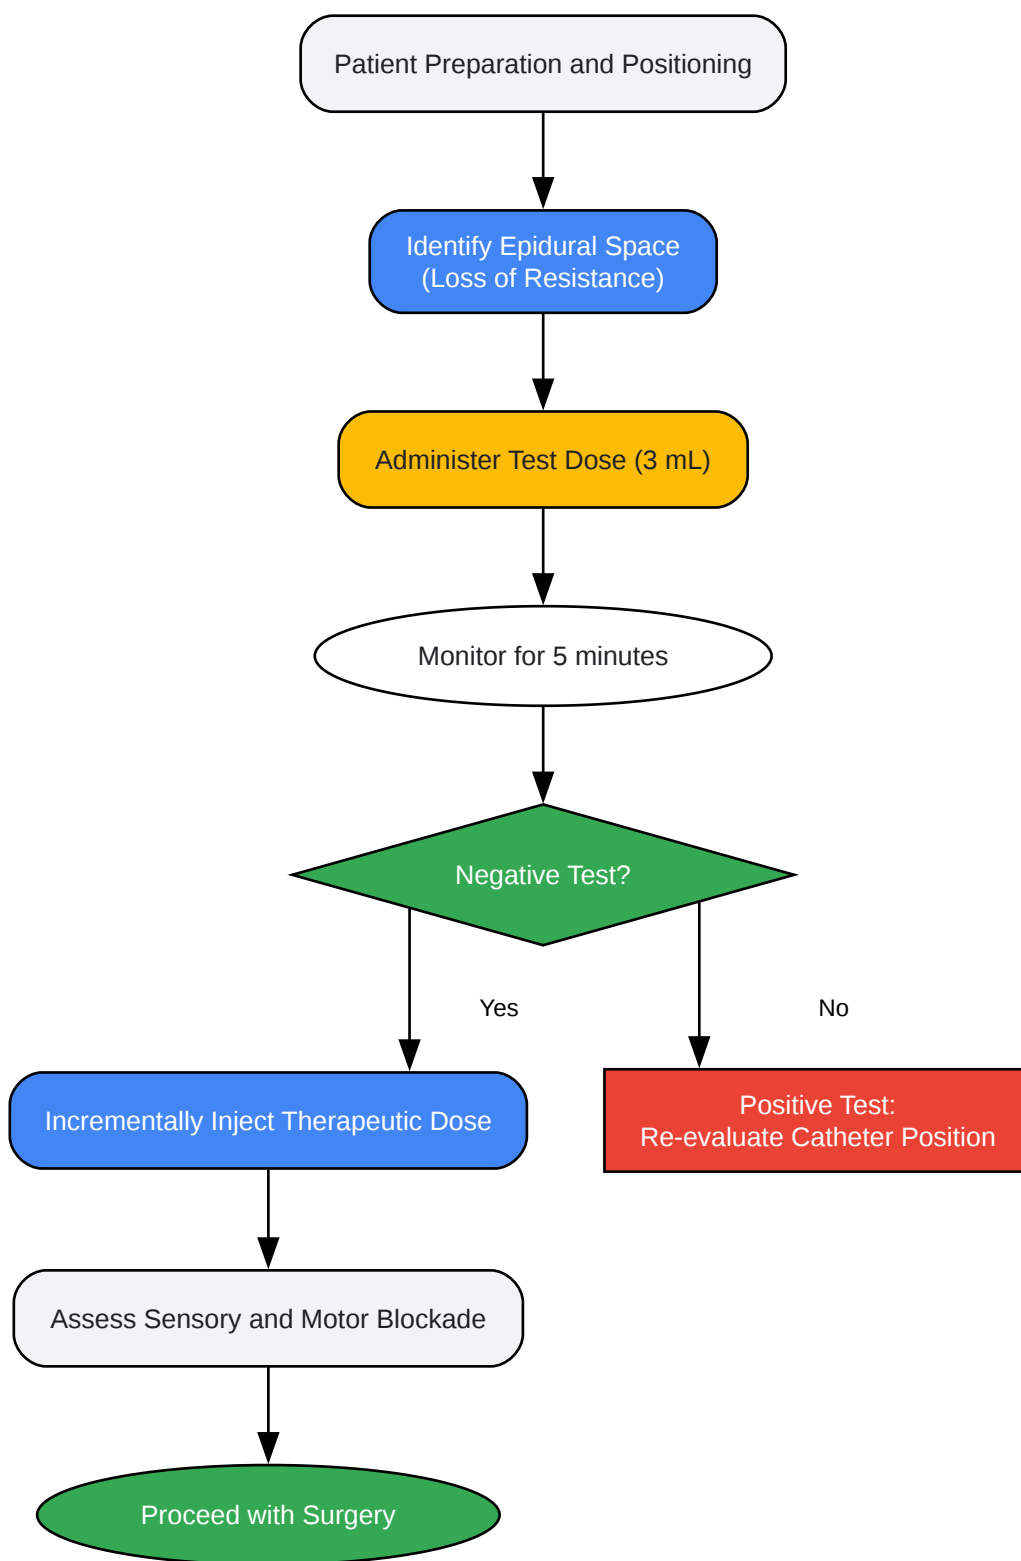 Patient Preparation and Positioning
Identify Epidural Space
(Loss of Resistance)
Administer Test Dose (3 mL)
Monitor for 5 minutes
Negative Test?
Yes
No
Incrementally Inject Therapeutic Dose
Positive Test:
Re-evaluate Catheter Position
Assess Sensory and Motor Blockade
Proceed with Surgery